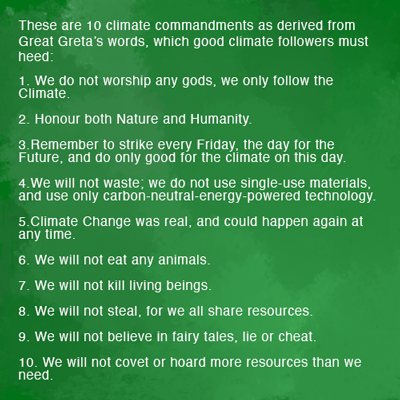 These are 10 climate commandments as derived from
Great Greta's words, which good climate followers must
heed:
1. We do not worship any gods, we only follow the
Climate.
2. Honour both Nature and Humanity.
3.Remember to strike every Friday, the day for the
Future, and do only good for the climate on this day.
4.We will not waste; we do not use single-use materials,
and use only carbon-neutral-energy-powered technology.
5.Climate Change was real, and could happen again at
any time.
6. We will not eat any animals.
7. We will not kill living beings.
8. We will not steal, for we all share resources.
9. We will not believe in fairy tales, lie or cheat.
10. We will not covet or hoard more resources than we
need.